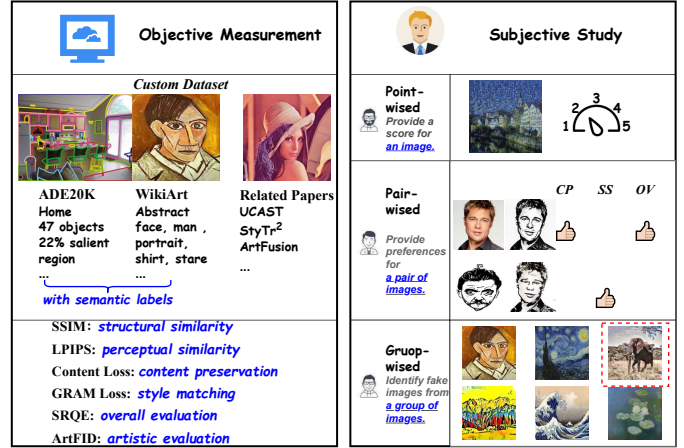 Objective Measurement
Custom Dataset
ADE20K
Home
47 objects
22% salient
region
...
WikiArt
Abstract
face, man ,
portrait,
shirt, stare
...
Related Papers
UCAST
StyTr²
ArtFusion
...
with semantic labels
SSIM: structural similarity
LPIPS: perceptual similarity
Content Loss: content preservation
GRAM Loss: style matching
SRQE: overall evaluation
ArtFID: artistic evaluation
Subjective Study
Point-
wised
Provide a
score for
an image.
1 2 3 4 5
Pair-
wised
Provide
preferences
for
a pair of
images.
CP SS OV
Gruop-
wised
Identify fake
images from
a group of
images.